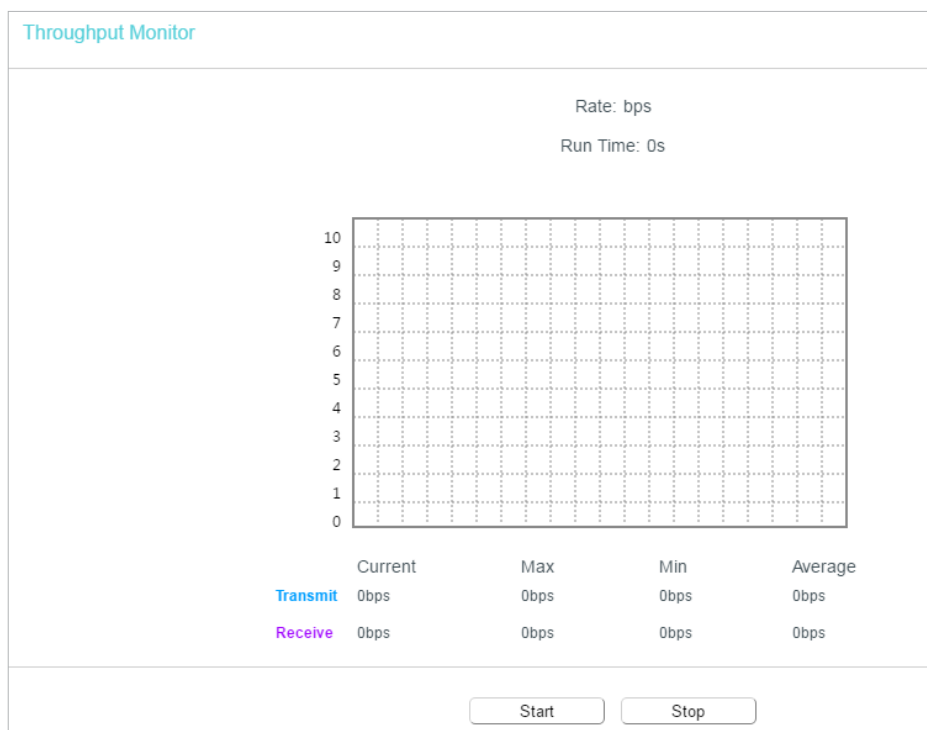 Throughput Monitor
Rate: bps
Run Time: 0s
10
9
8
7
6
5
4
3
2
1
0
Current Max Min Average
Transmit 0bps 0bps 0bps 0bps
Receive 0bps 0bps 0bps 0bps
Start Stop